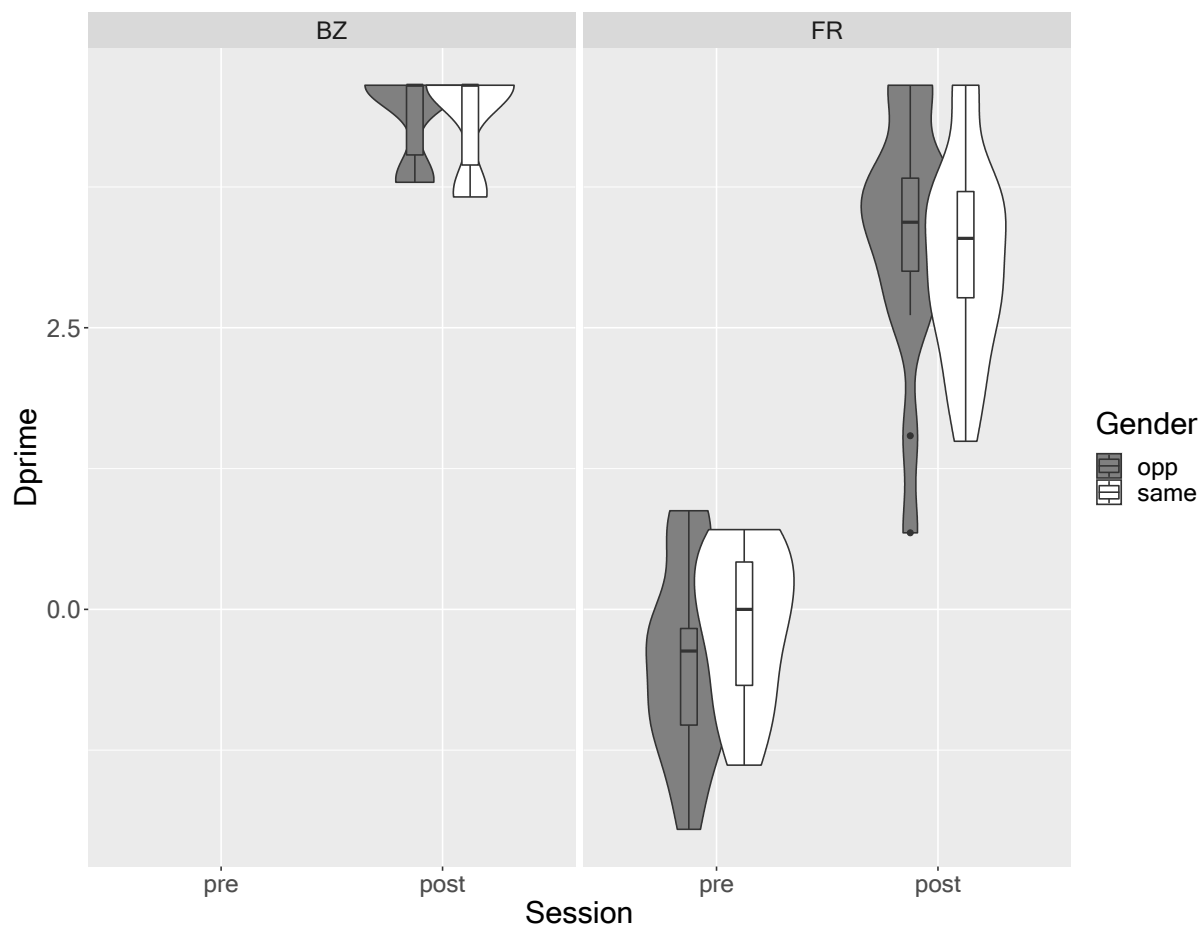 BZ
FR
Dprime
2.5
0.0
pre
post
pre
post
Session
Gender
opp
same